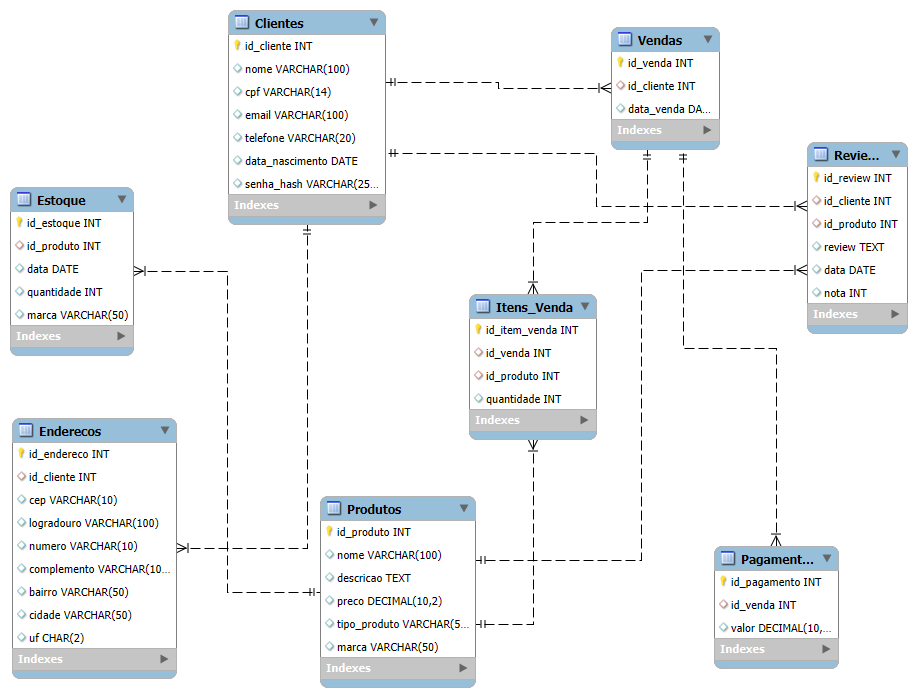 Clientes
id_cliente INT
nome VARCHAR(100)
cpf VARCHAR(14)
email VARCHAR(100)
telefone VARCHAR(20)
data_nascimento DATE
senha_hash VARCHAR(25...
Indexes
Vendas
id_venda INT
id_cliente INT
data_venda DA...
Indexes
Revie...
id_review INT
id_cliente INT
id_produto INT
review TEXT
data DATE
nota INT
Indexes
Estoque
id_estoque INT
id_produto INT
data DATE
quantidade INT
marca VARCHAR(50)
Indexes
Itens_Venda
id_item_venda INT
id_venda INT
id_produto INT
quantidade INT
Indexes
Enderecos
id_endereco INT
id_cliente INT
cep VARCHAR(10)
logradouro VARCHAR(100)
numero VARCHAR(10)
complemento VARCHAR(10...
bairro VARCHAR(50)
cidade VARCHAR(50)
uf CHAR(2)
Indexes
Produtos
id_produto INT
nome VARCHAR(100)
descricao TEXT
preco DECIMAL(10,2)
tipo_produto VARCHAR(5...
marca VARCHAR(50)
Indexes
Pagament...
id_pagamento INT
id_venda INT
valor DECIMAL(10,...
Indexes